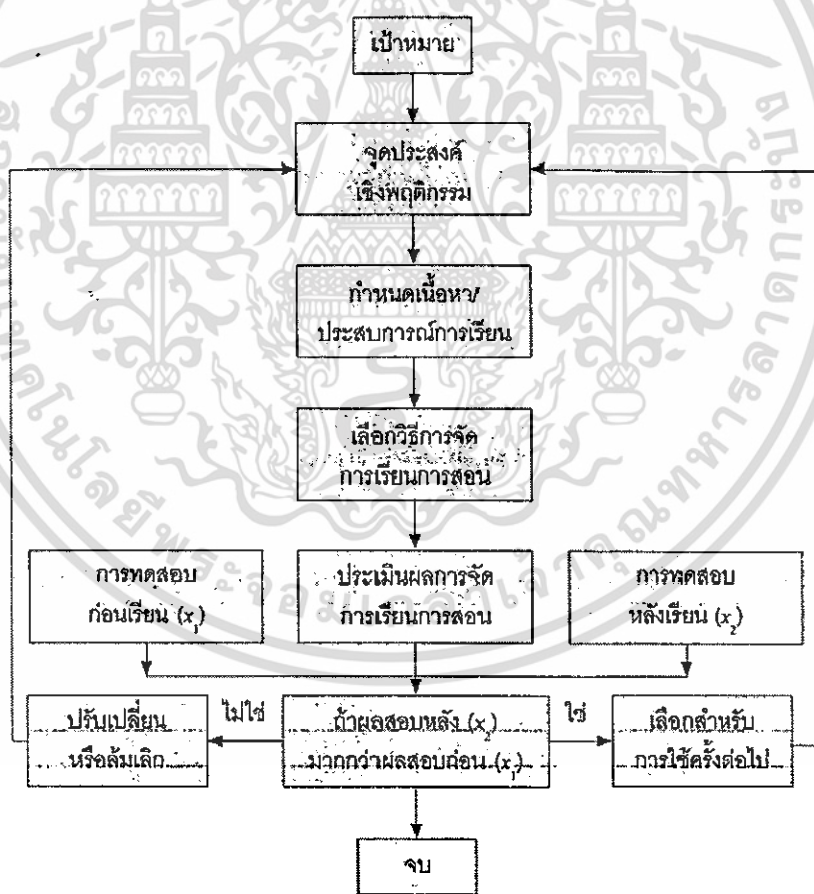 เป้าหมาย
จุดประสงค์
เชิงพฤติกรรม
กำหนดเนื้อหา/
ประสบการณ์การเรียน
เลือกวิธีการจัด
การเรียนการสอน
การทดสอบ
ก่อนเรียน (x₁)
ประเมินผลการจัด
การเรียนการสอน
การทดสอบ
หลังเรียน (x₂)
ปรับเปลี่ยน
หรือล้มเลิก
ไม่ใช่
ถ้าผลสอบหลัง (x₂)
มากกว่าผลสอบก่อน (x₁)
ใช่
เลือกสำหรับ
การใช้ครั้งต่อไป
จบ